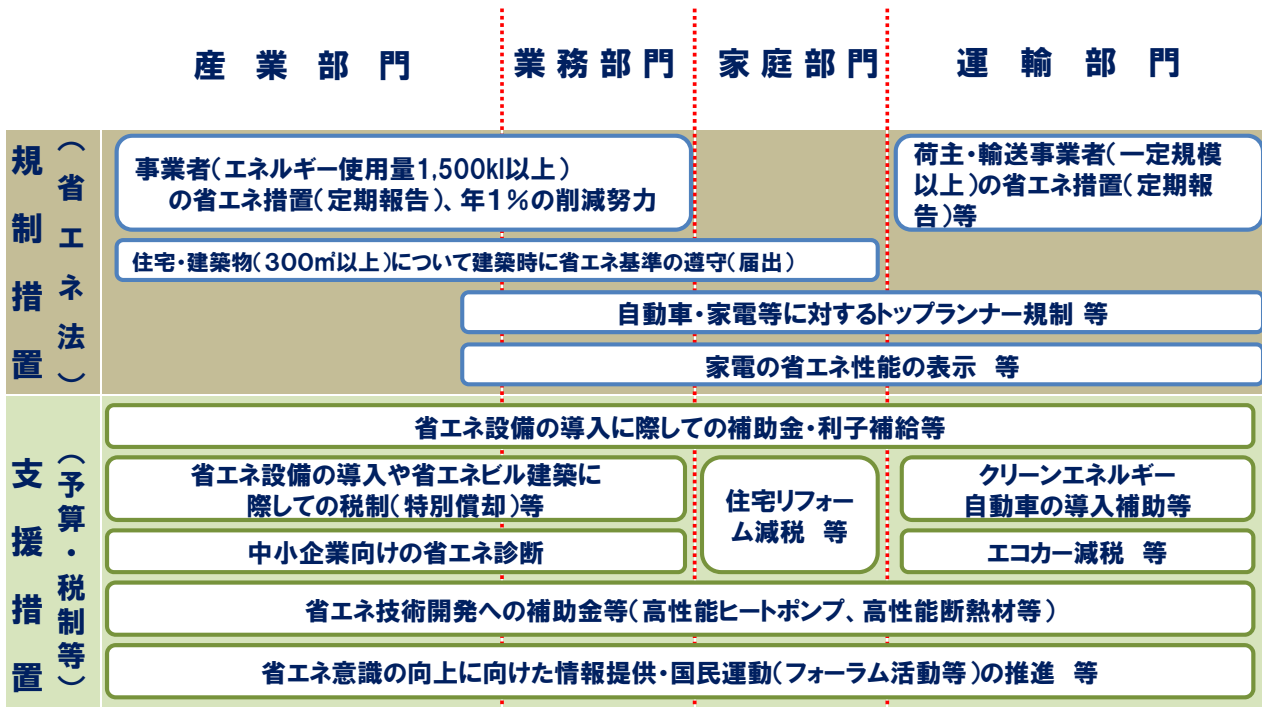 産業部門
業務部門
家庭部門
運輸部門
規制措置
（省エネ法）
事業者（エネルギー使用量1,500kl以上）
の省エネ措置（定期報告）、年１％の削減努力
荷主・輸送事業者（一定規模
以上）の省エネ措置（定期報
告）等
住宅・建築物（３００㎡以上）について建築時に省エネ基準の遵守（届出）
自動車・家電等に対するトップランナー規制 等
家電の省エネ性能の表示　等
支援措置
（予算・税制等）
省エネ設備の導入に際しての補助金・利子補給等
省エネ設備の導入や省エネビル建築に
際しての税制（特別償却）等
住宅リフォー
ム減税　等
クリーンエネルギー
自動車の導入補助等
中小企業向けの省エネ診断
エコカー減税　等
省エネ技術開発への補助金等（高性能ヒートポンプ、高性能断熱材等）
省エネ意識の向上に向けた情報提供・国民運動（フォーラム活動等）の推進　等